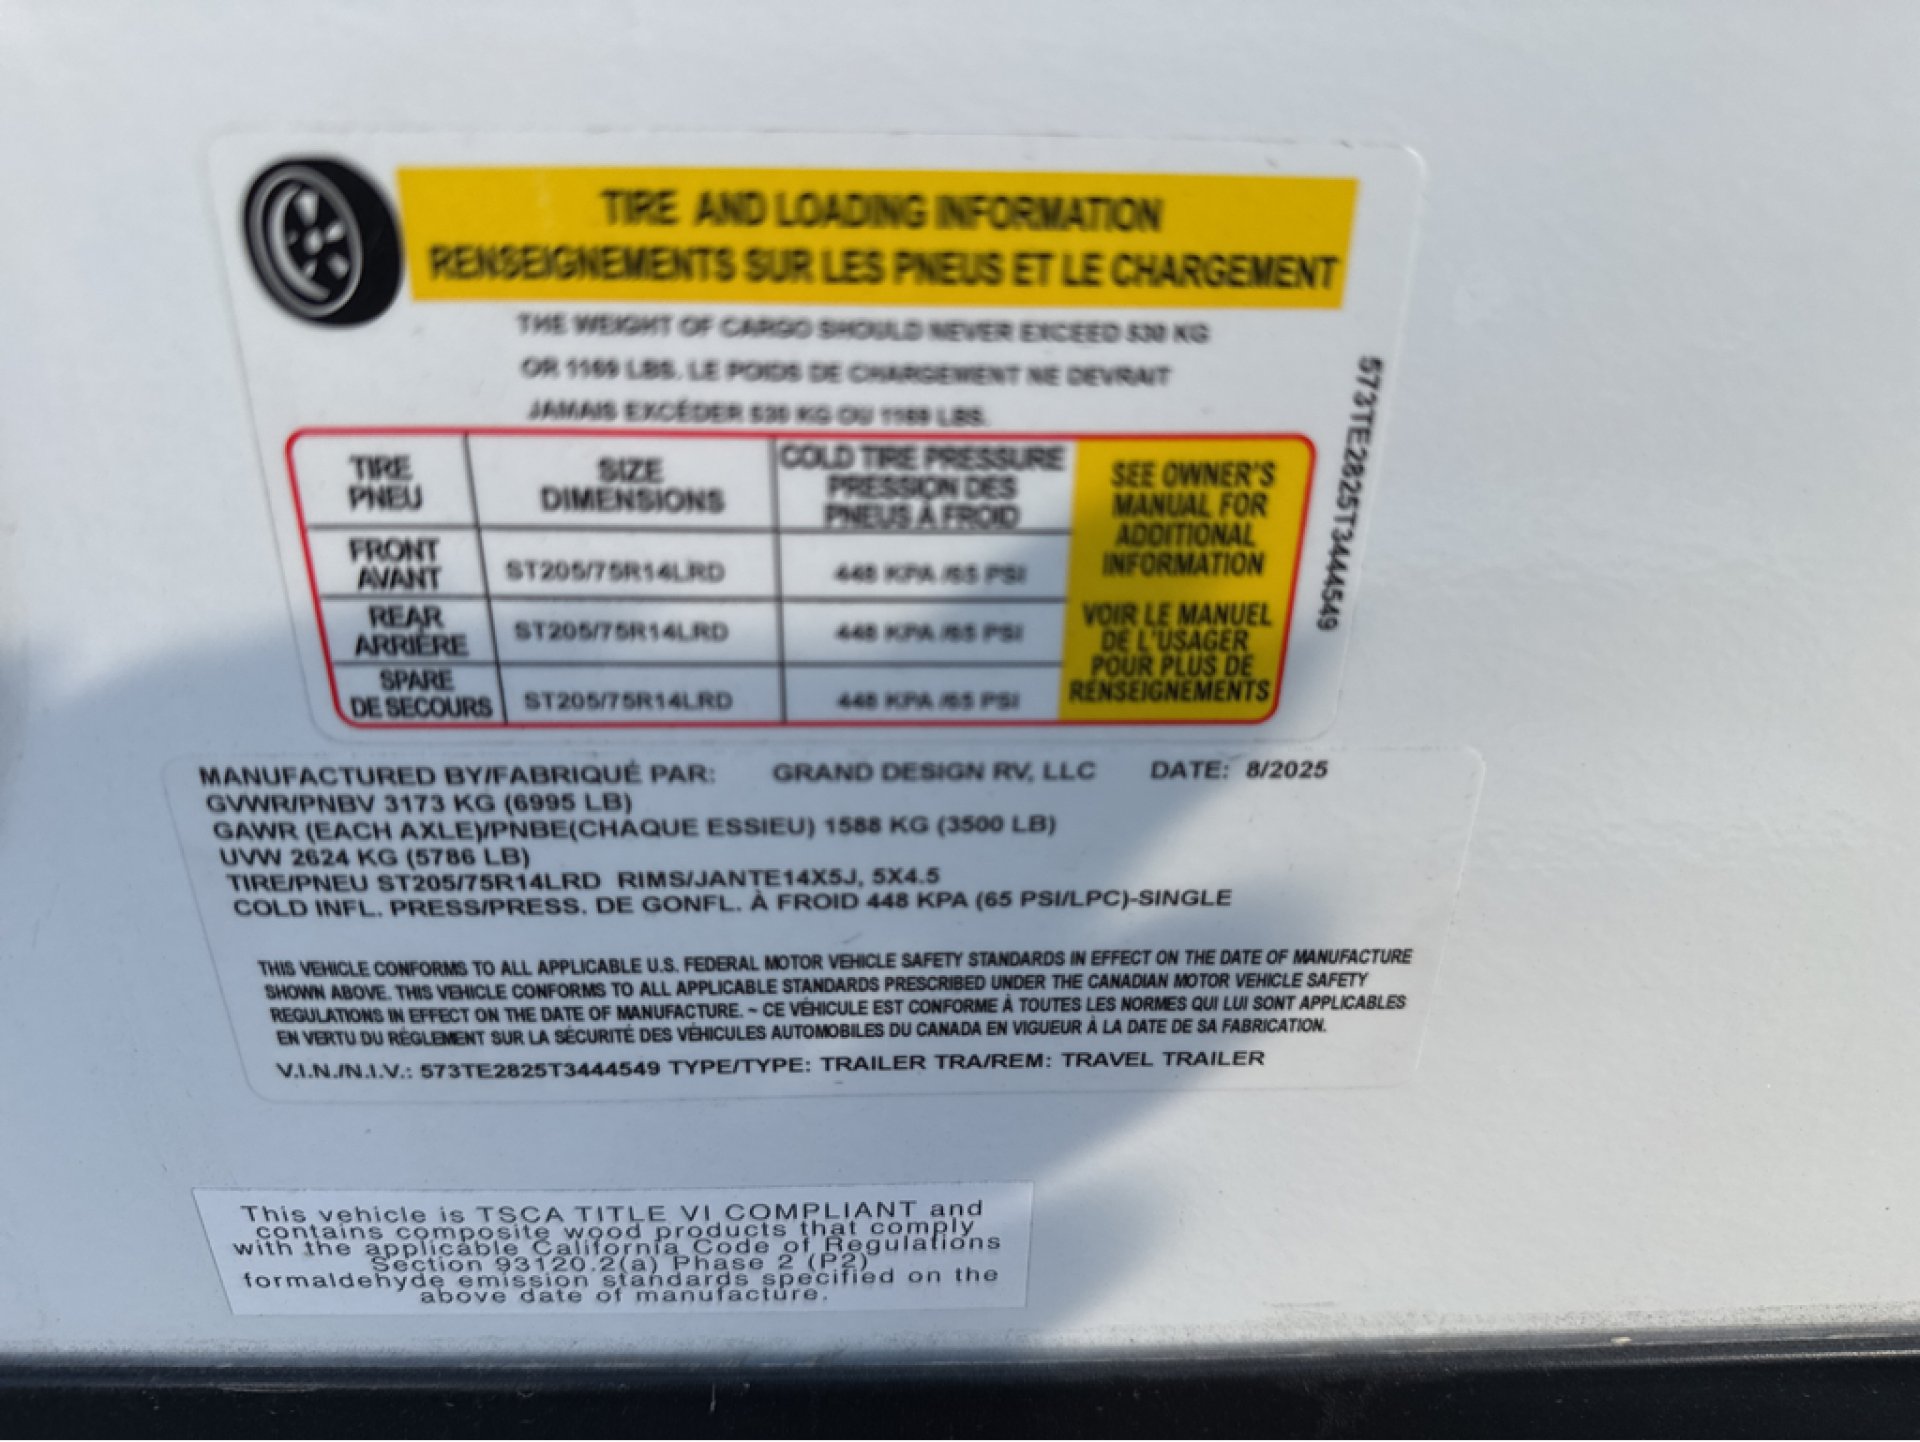 TIRE AND LOADING INFORMATION
RENSEIGNEMENTS SUR LES PNEUS ET LE CHARGEMENT
THE WEIGHT OF CARGO SHOULD NEVER EXCEED 530 KG
OR 1169 LBS. LE POIDS DE CHARGEMENT NE DEVRAIT
JAMAIS EXCÉDER 530 KG OU 1169 LBS.
TIRE
PNEU
SIZE
DIMENSIONS
COLD TIRE PRESSURE
PRESSION DES
PNEUS À FROID
FRONT
AVANT
ST205/75R14LRD
448 KPA /65 PSI
REAR
ARRIÈRE
ST205/75R14LRD
448 KPA /65 PSI
SPARE
DE SECOURS
ST205/75R14LRD
448 KPA /65 PSI
SEE OWNER'S
MANUAL FOR
ADDITIONAL
INFORMATION
VOIR LE MANUEL
DE L'USAGER
POUR PLUS DE
RENSEIGNEMENTS
573TE2825T3444549
MANUFACTURED BY/FABRIQUÉ PAR: GRAND DESIGN RV, LLC DATE: 8/2025
GVWR/PNBV 3173 KG (6995 LB)
GAWR (EACH AXLE)/PNBE(CHAQUE ESSIEU) 1588 KG (3500 LB)
UVW 2624 KG (5786 LB)
TIRE/PNEU ST205/75R14LRD RIMS/JANTE14X5J, 5X4.5
COLD INFL. PRESS/PRESS. DE GONFL. À FROID 448 KPA (65 PSI/LPC)-SINGLE
THIS VEHICLE CONFORMS TO ALL APPLICABLE U.S. FEDERAL MOTOR VEHICLE SAFETY STANDARDS IN EFFECT ON THE DATE OF MANUFACTURE
SHOWN ABOVE. THIS VEHICLE CONFORMS TO ALL APPLICABLE STANDARDS PRESCRIBED UNDER THE CANADIAN MOTOR VEHICLE SAFETY
REGULATIONS IN EFFECT ON THE DATE OF MANUFACTURE. ~ CE VÉHICULE EST CONFORME À TOUTES LES NORMES QUI LUI SONT APPLICABLES
EN VERTU DU RÉGLEMENT SUR LA SÉCURITÉ DES VÉHICULES AUTOMOBILES DU CANADA EN VIGUEUR À LA DATE DE SA FABRICATION.
V.I.N./N.I.V.: 573TE2825T3444549 TYPE/TYPE: TRAILER TRA/REM: TRAVEL TRAILER
This vehicle is TSCA TITLE VI COMPLIANT and
contains composite wood products that comply
with the applicable California Code of Regulations
Section 93120.2(a) Phase 2 (P2)
formaldehyde emission standards specified on the
above date of manufacture.